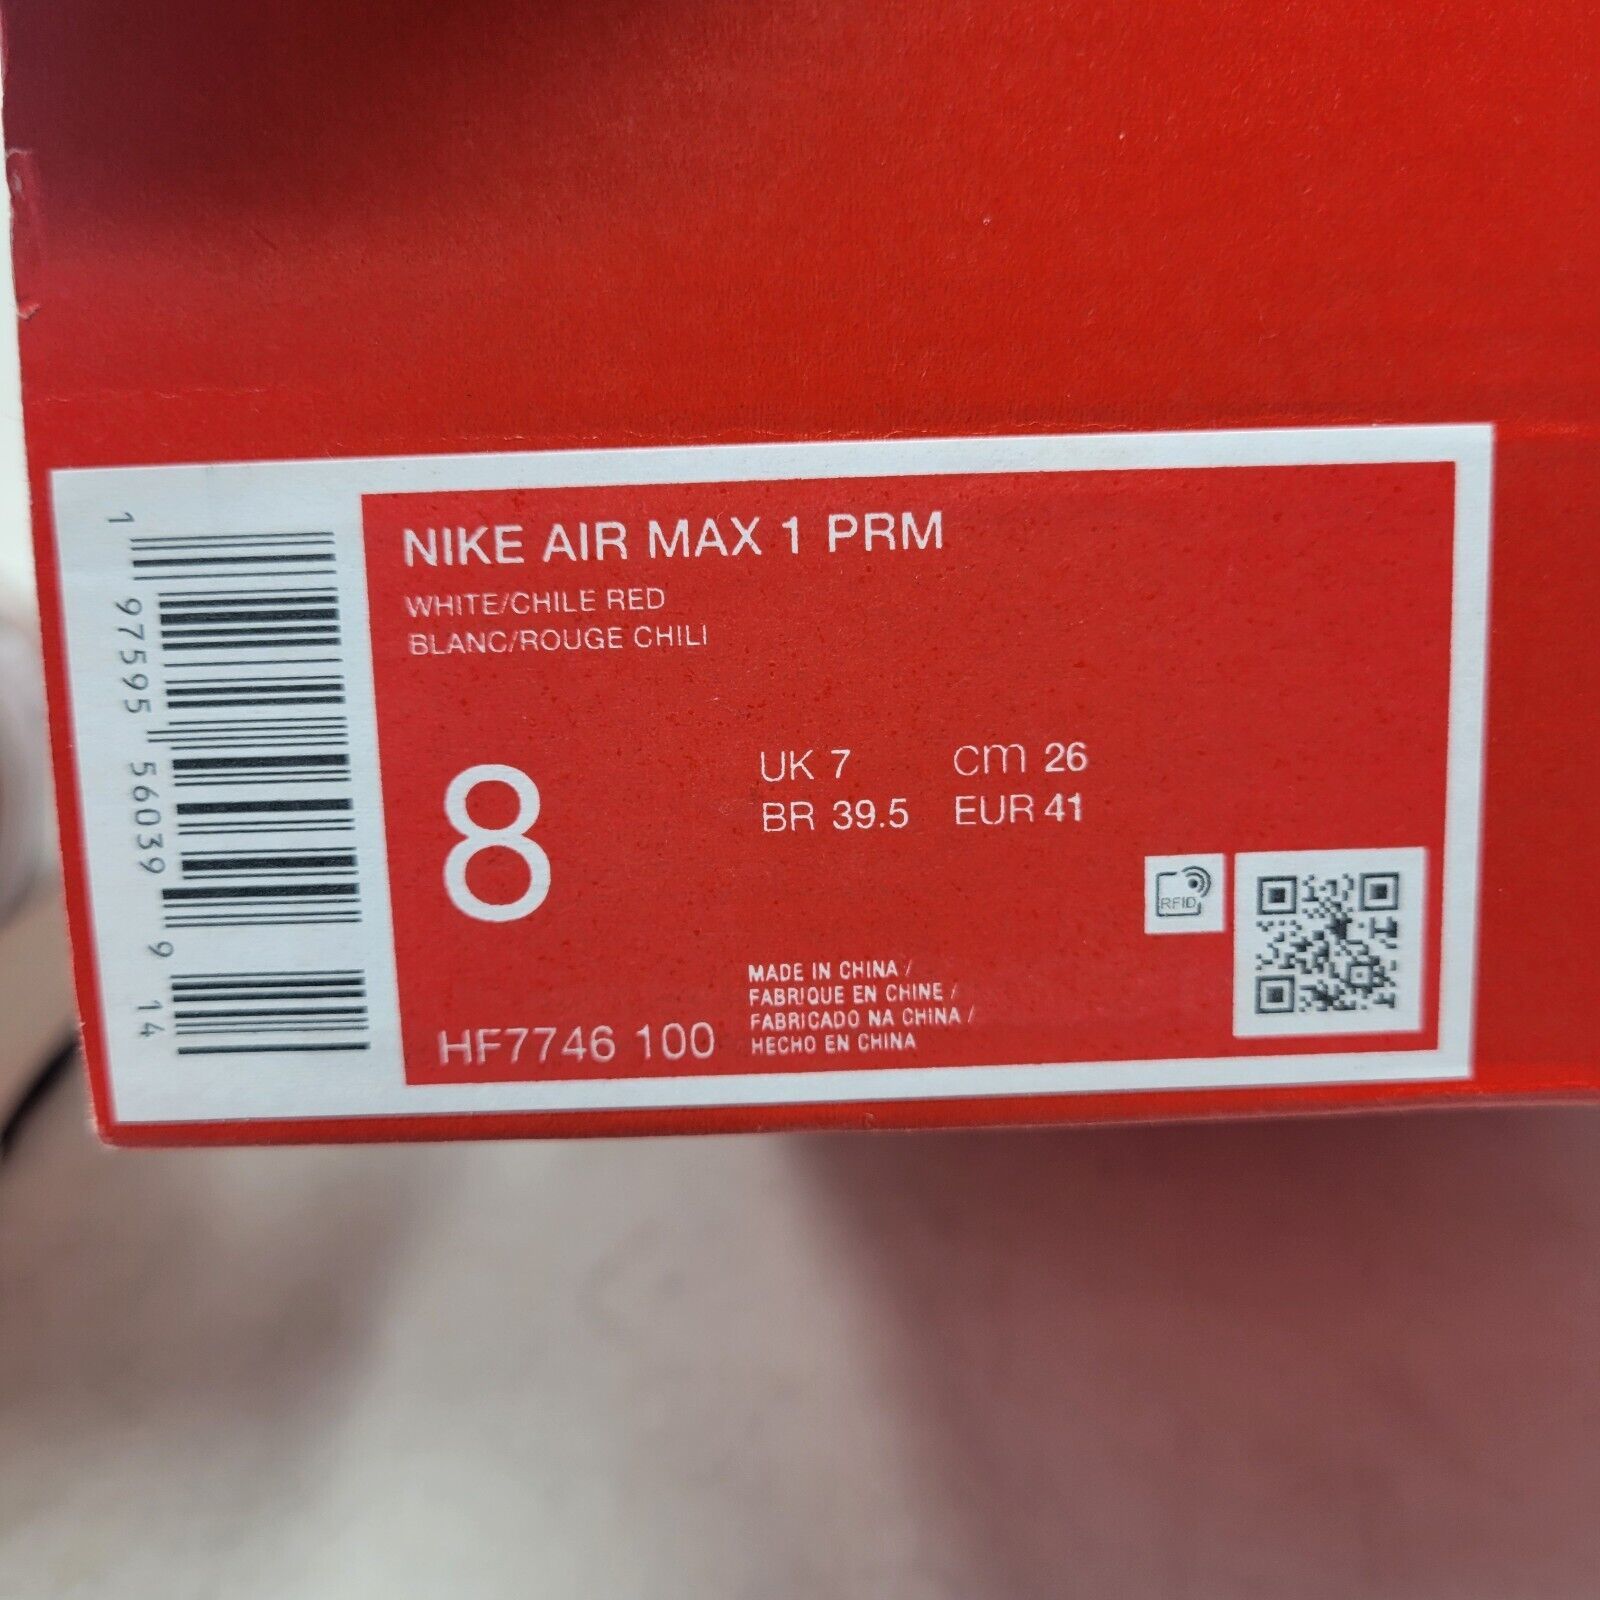 NIKE AIR MAX 1 PRM
WHITE/CHILE RED
BLANC/ROUGE CHILI
8
UK 7 cm 26
BR 39.5 EUR 41
HF7746 100
MADE IN CHINA /
FABRIQUE EN CHINE /
FABRICADO NA CHINA /
HECHO EN CHINA
RFID
1 97595 56039 9 14